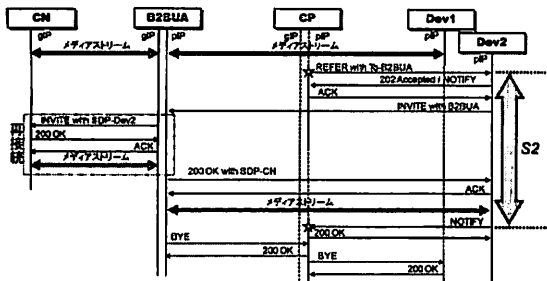 CN
B2BUA
CP
Dev1
gIP
gIP
pIP
gIP
pIP
pIP
Dev2
pIP
メディアストリーム
メディアストリーム
REFER with To-B2BUA
202 Accepted / NOTIFY
ACK
INVITE with B2BUA
INVITE with SDP-Dev2
200 OK
ACK
メディアストリーム
S2
200 OK with SDP-CN
ACK
メディアストリーム
NOTIFY
200 OK
BYE
200 OK
BYE
200 OK